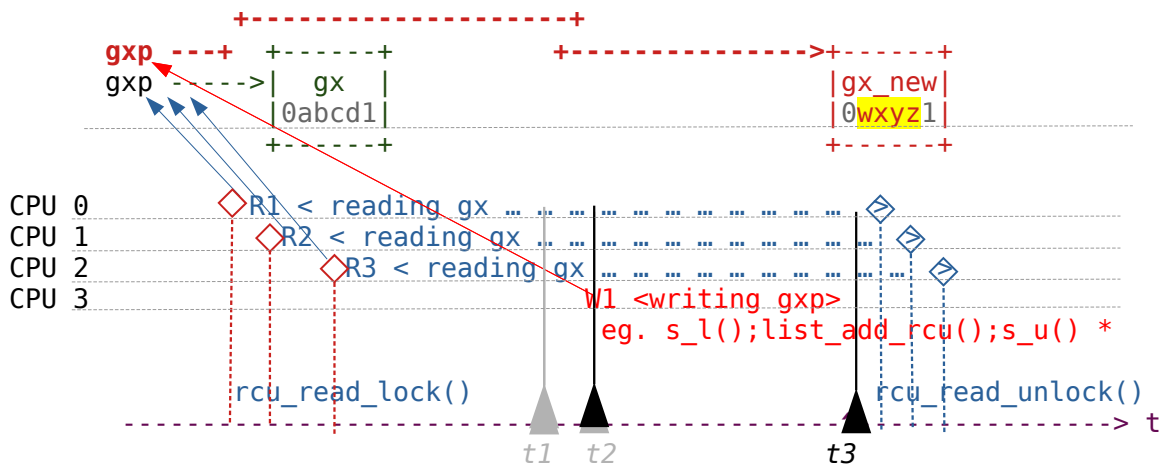 +-----------------+
gxp ---+ +------+ +------------->+------+
gxp ----->| gx | |gx_new|
|0abcd1| |0wxyz1|
+------+ +------+
CPU 0 R1 < reading gx … … … … … … … … … … …
CPU 1 R2 < reading gx … … … … … … … … … … …
CPU 2 R3 < reading gx … … … … … … … … … …
CPU 3 W1 <writing gxp>
eg. s_l();list_add_rcu();s_u() *
rcu_read_lock() rcu_read_unlock()
> t
t1 t2 t3